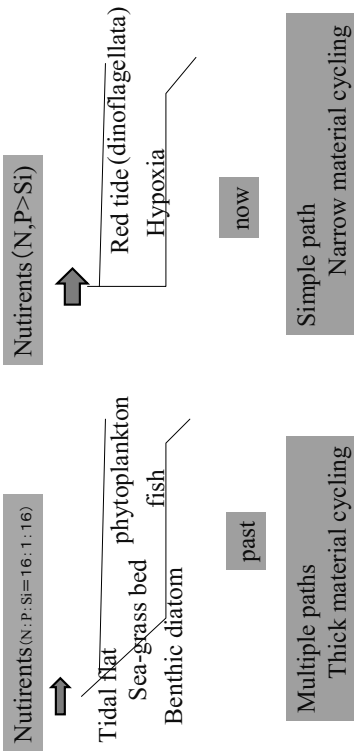 Nutirents(N:P:Si=16:1:16)
Tidal flat
phytoplankton
Sea-grass bed
fish
Benthic diatom
past
Multiple paths
Thick material cycling
Nutirents(N,P>Si)
Red tide(dinoflagellata)
Hypoxia
now
Simple path
Narrow material cycling